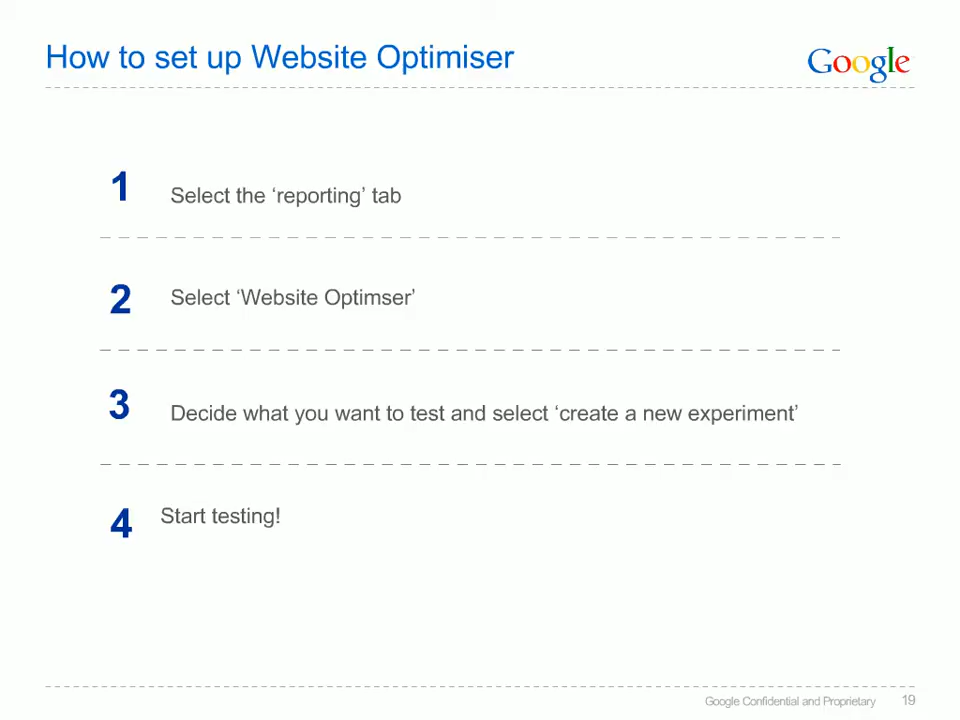 How to set up Website Optimiser
Google
1 Select the ‘reporting’ tab
2 Select ‘Website Optimser’
3 Decide what you want to test and select ‘create a new experiment’
4 Start testing!
Google Confidential and Proprietary 19